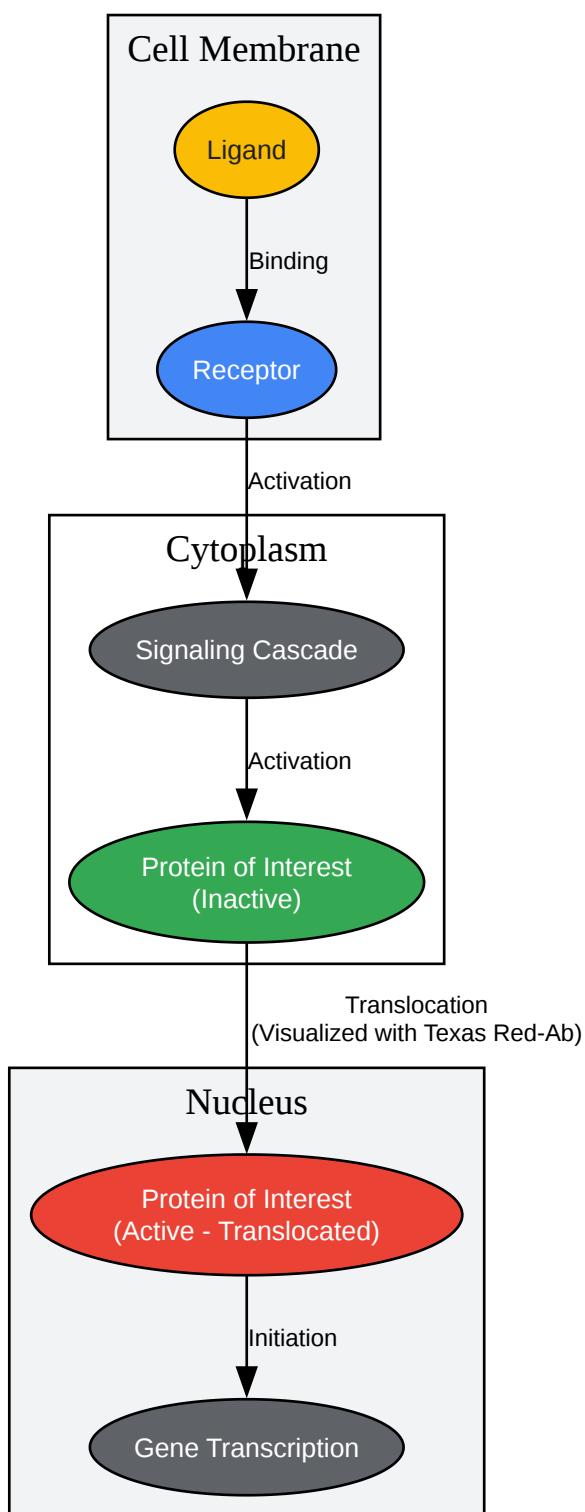 Cell Membrane
Ligand
Binding
Receptor
Activation
Cytoplasm
Signaling Cascade
Activation
Protein of Interest
(Inactive)
Translocation
(Visualized with Texas Red-Ab)
Nucleus
Protein of Interest
(Active - Translocated)
Initiation
Gene Transcription